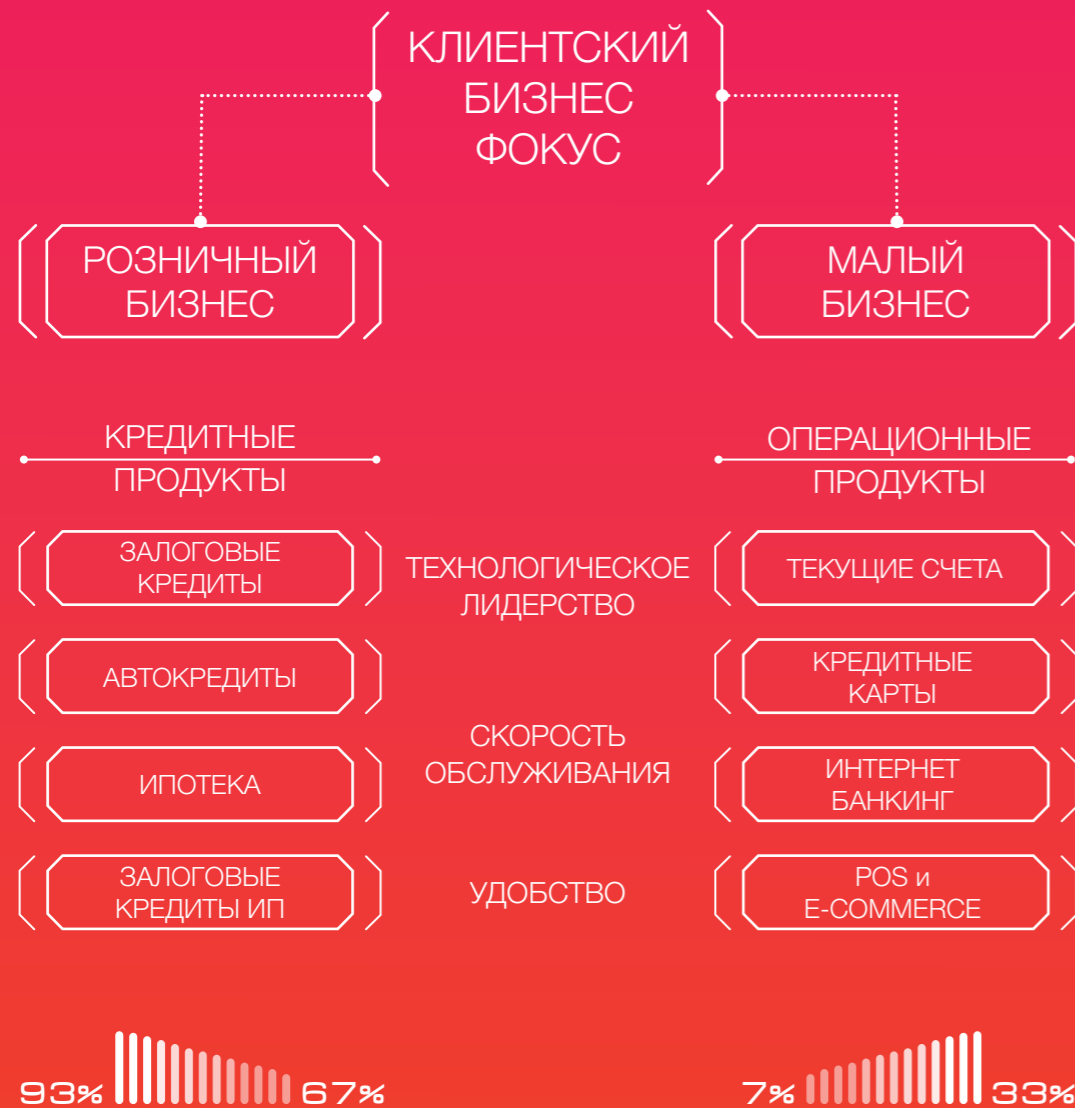 КЛИЕНТСКИЙ
БИЗНЕС
ФОКУС
РОЗНИЧНЫЙ
БИЗНЕС
МАЛЫЙ
БИЗНЕС
КРЕДИТНЫЕ
ПРОДУКТЫ
ЗАЛОГОВЫЕ
КРЕДИТЫ
АВТОКРЕДИТЫ
ИПОТЕКА
ЗАЛОГОВЫЕ
КРЕДИТЫ ИП
ТЕХНОЛОГИЧЕСКОЕ
ЛИДЕРСТВО
СКОРОСТЬ
ОБСЛУЖИВАНИЯ
УДОБСТВО
ОПЕРАЦИОННЫЕ
ПРОДУКТЫ
ТЕКУЩИЕ СЧЕТА
КРЕДИТНЫЕ
КАРТЫ
ИНТЕРНЕТ
БАНКИНГ
POS и
E-COMMERCE
93% 67%
7% 33%